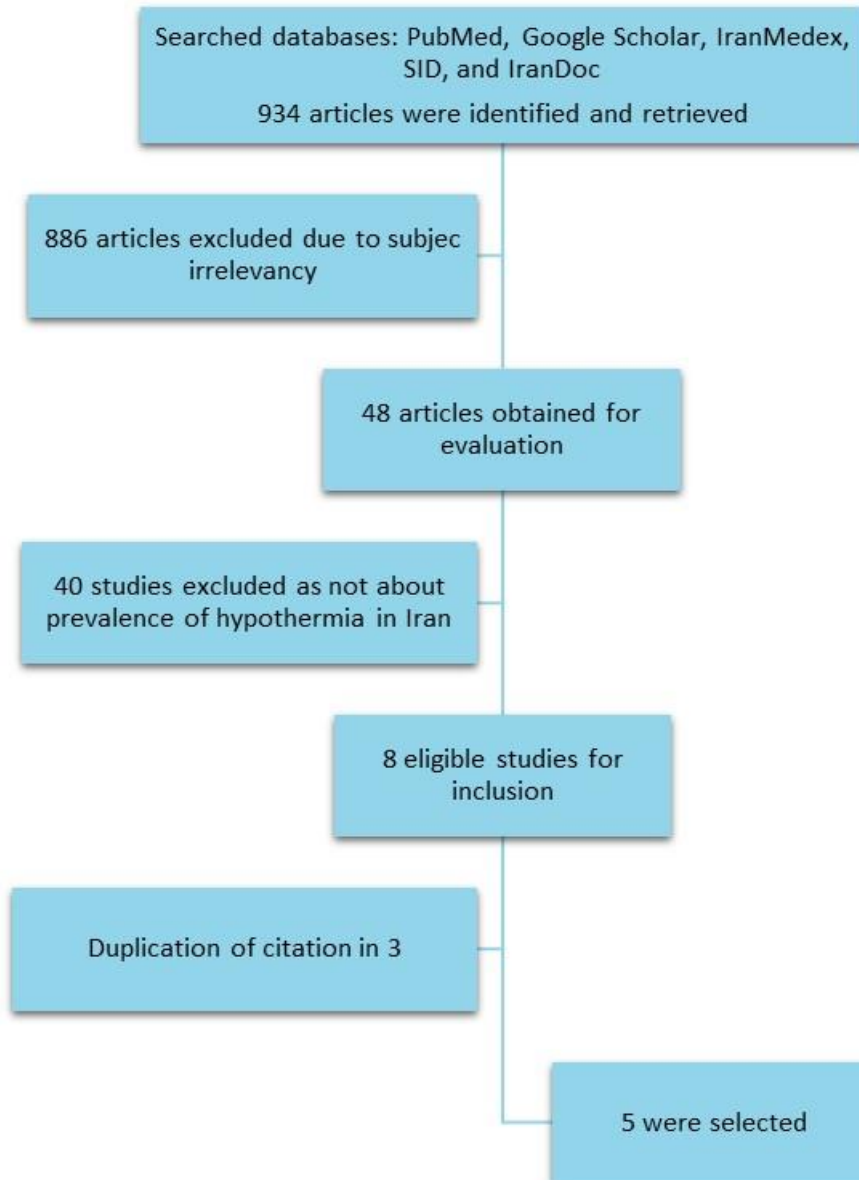 Searched databases: PubMed, Google Scholar, IranMedex,
SID, and IranDoc
934 articles were identified and retrieved
886 articles excluded due to subjec
irrelevancy
48 articles obtained for
evaluation
40 studies excluded as not about
prevalence of hypothermia in Iran
8 eligible studies for
inclusion
Duplication of citation in 3
5 were selected